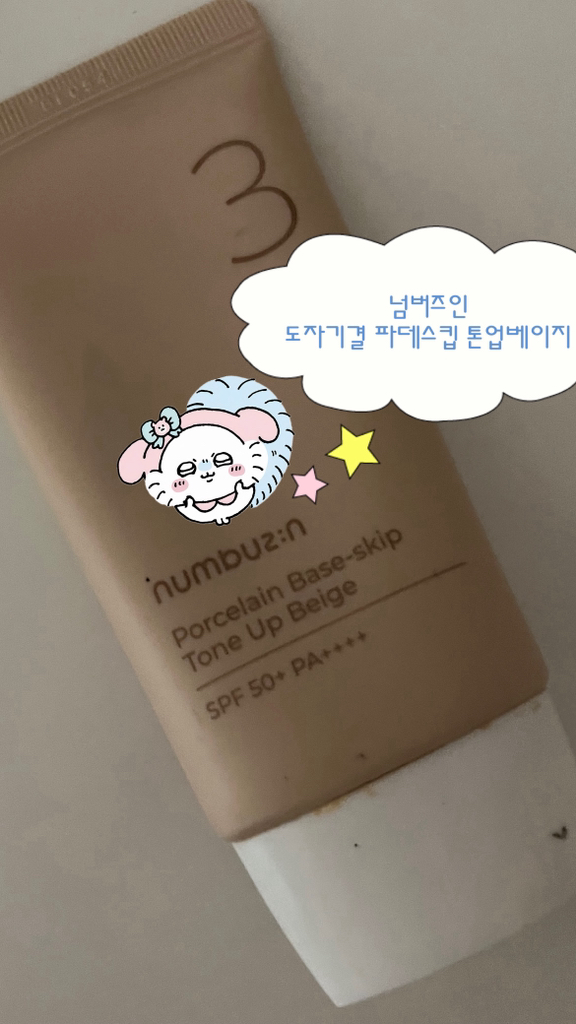 3
넘버즈인
도자기결 파데스킵 톤업베이지
numbuz:n
Porcelain Base-skip
Tone Up Beige
SPF 50+ PA++++